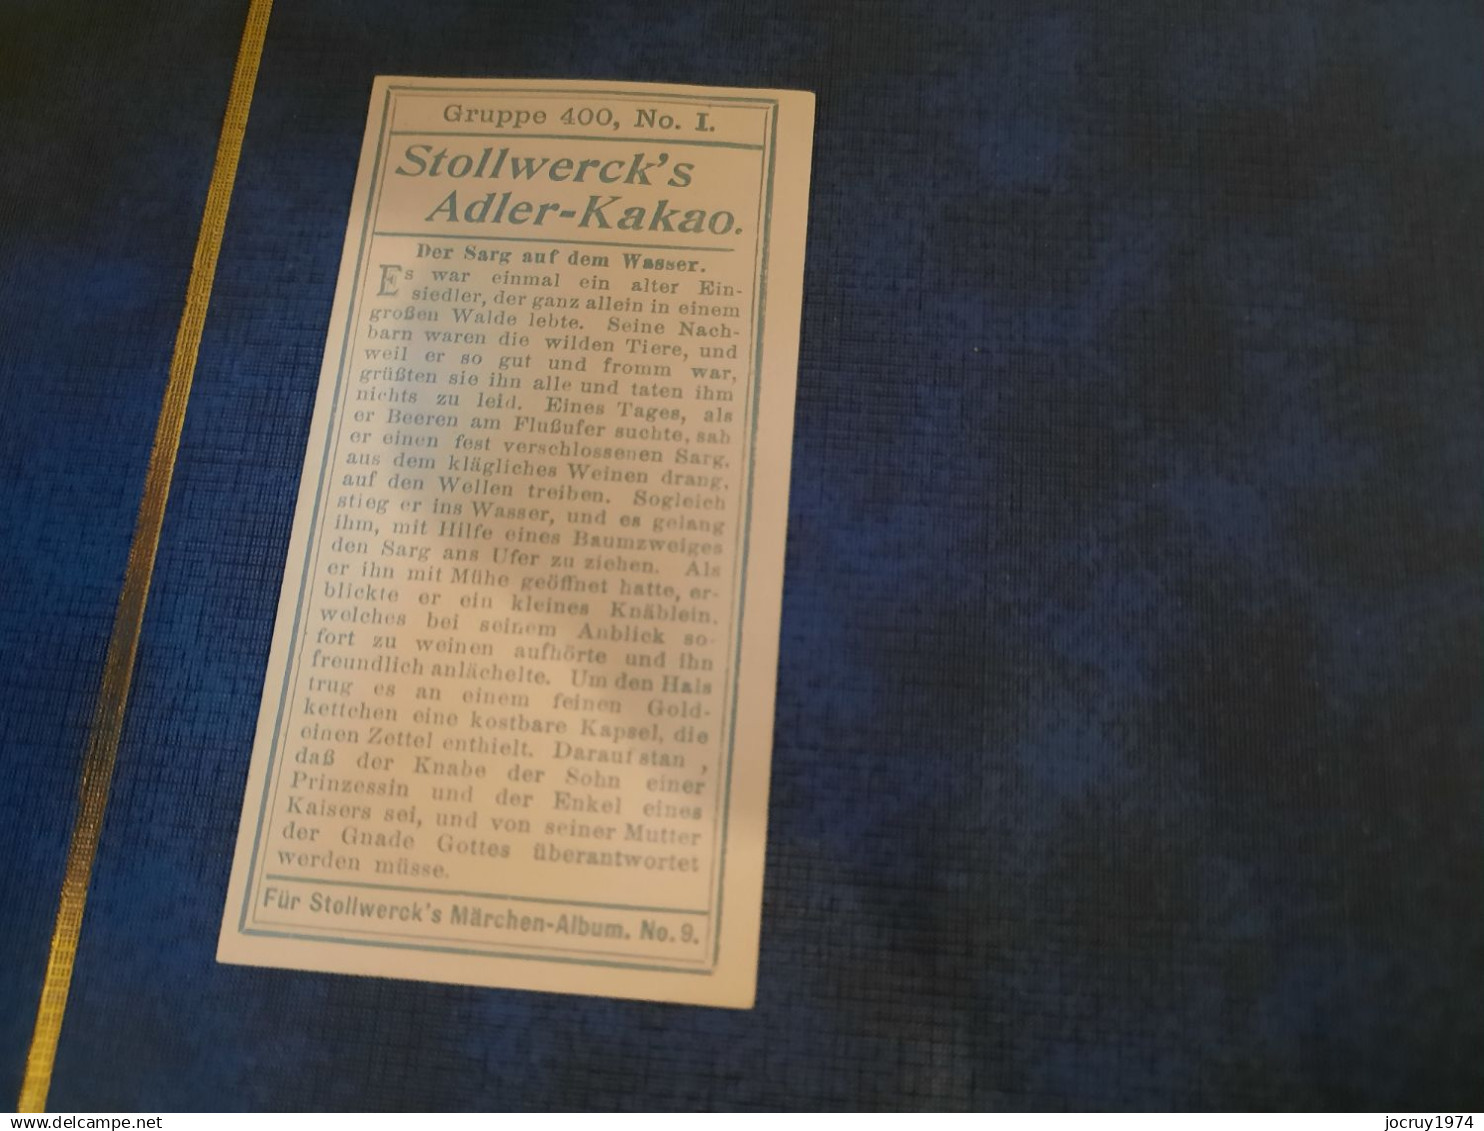 Gruppe 400, No. I.
Stollwerck's
Adler-Kakao.
Der Sarg auf dem Wasser.
Es war einmal ein alter Ein-
siedler, der ganz allein in einem
großen Walde lebte. Seine Nach-
barn waren die wilden Tiere, und
weil er so gut und fromm war,
grüßten sie ihn alle und taten ihm
nichts zu leid. Eines Tages, als
er Beeren am Flußufer suchte, sah
er einen fest verschlossenen Sarg,
aus dem klägliches Weinen drang,
auf den Wellen treiben. Sogleich
stieg er ins Wasser, und es gelang
ihm, mit Hilfe eines Baumzweiges
den Sarg ans Ufer zu ziehen. Als
er ihn mit Mühe geöffnet hatte, er-
blickte er ein kleines Knäblein,
welches bei seinem Anblick so-
fort zu weinen aufhörte und ihn
freundlich anlächelte. Um den Hals
trug es an einem feinen Gold-
kettchen eine kostbare Kapsel, die
einen Zettel enthielt. Darauf stan ,
daß der Knabe der Sohn einer
Prinzessin und der Enkel eines
Kaisers sei, und von seiner Mutter
der Gnade Gottes überantwortet
werden müsse.
Für Stollwerck's Märchen-Album. No. 9.
www.delcampe.net
jocruy1974